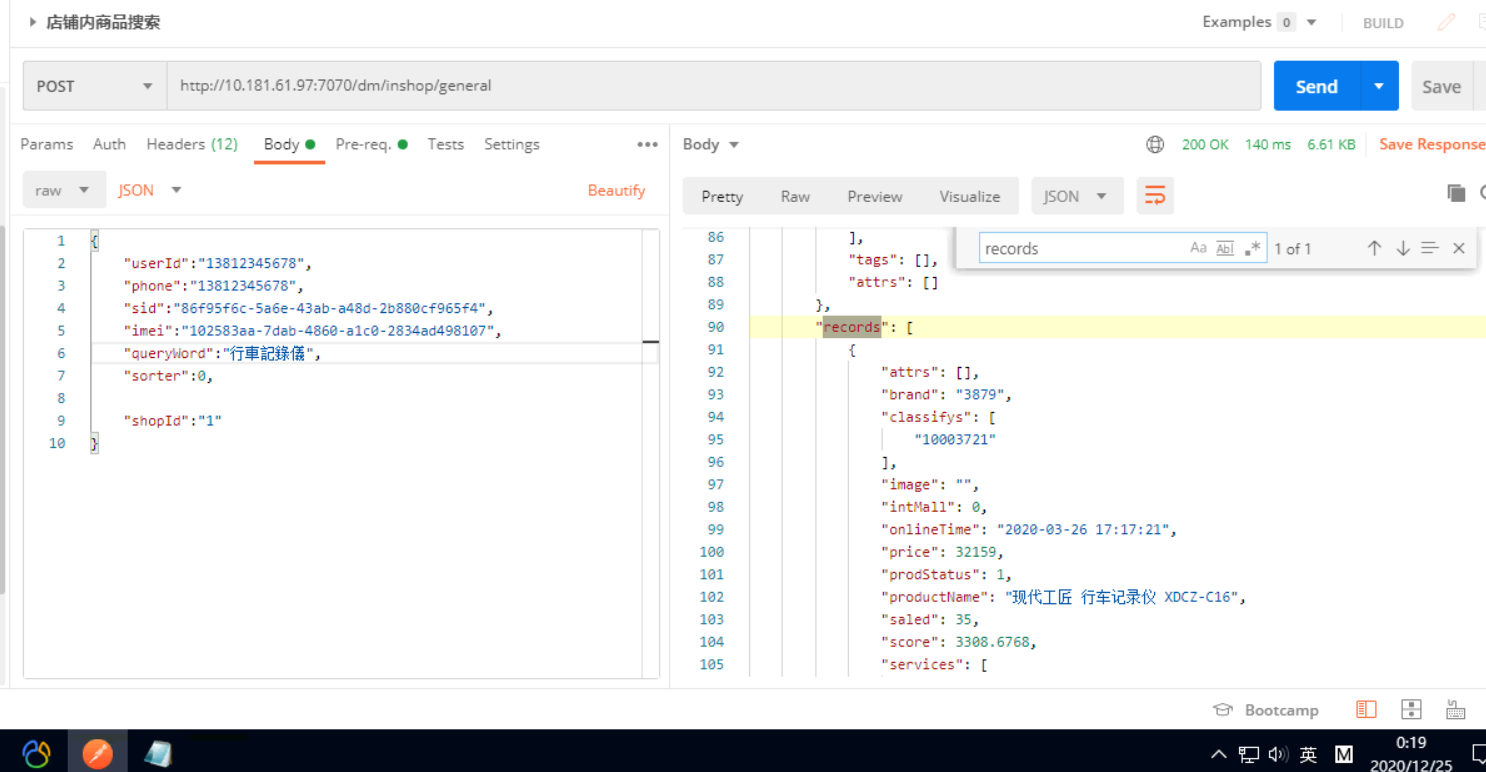 店铺内商品搜索
Examples 0
BUILD
POST
http://10.181.61.97:7070/dm/inshop/general
Send
Save
Params Auth Headers (12) Body Pre-req. Tests Settings
Body
200 OK 140 ms 6.61 KB Save Response
raw JSON Beautify
Pretty Raw Preview Visualize JSON
1 {
2 "userId":"13812345678",
3 "phone":"13812345678",
4 "sid":"86f95f6c-5a6e-43ab-a48d-2b880cf965f4",
5 "imei":"102583aa-7dab-4860-a1c0-2834ad498107",
6 "queryWord":"行車記錄儀",
7 "sorter":0,
8
9 "shopId":"1"
10 }
records Aa Abl .* 1 of 1
86 ],
87 "tags": [],
88 "attrs": []
89 },
90 "records": [
91 {
92 "attrs": [],
93 "brand": "3879",
94 "classifys": [
95 "10003721"
96 ],
97 "image": "",
98 "intMall": 0,
99 "onlineTime": "2020-03-26 17:17:21",
100 "price": 32159,
101 "prodStatus": 1,
102 "productName": "现代工匠 行车记录仪 XDCZ-C16",
103 "saled": 35,
104 "score": 3308.6768,
105 "services": [
Bootcamp
英 M
0:19
2020/12/25